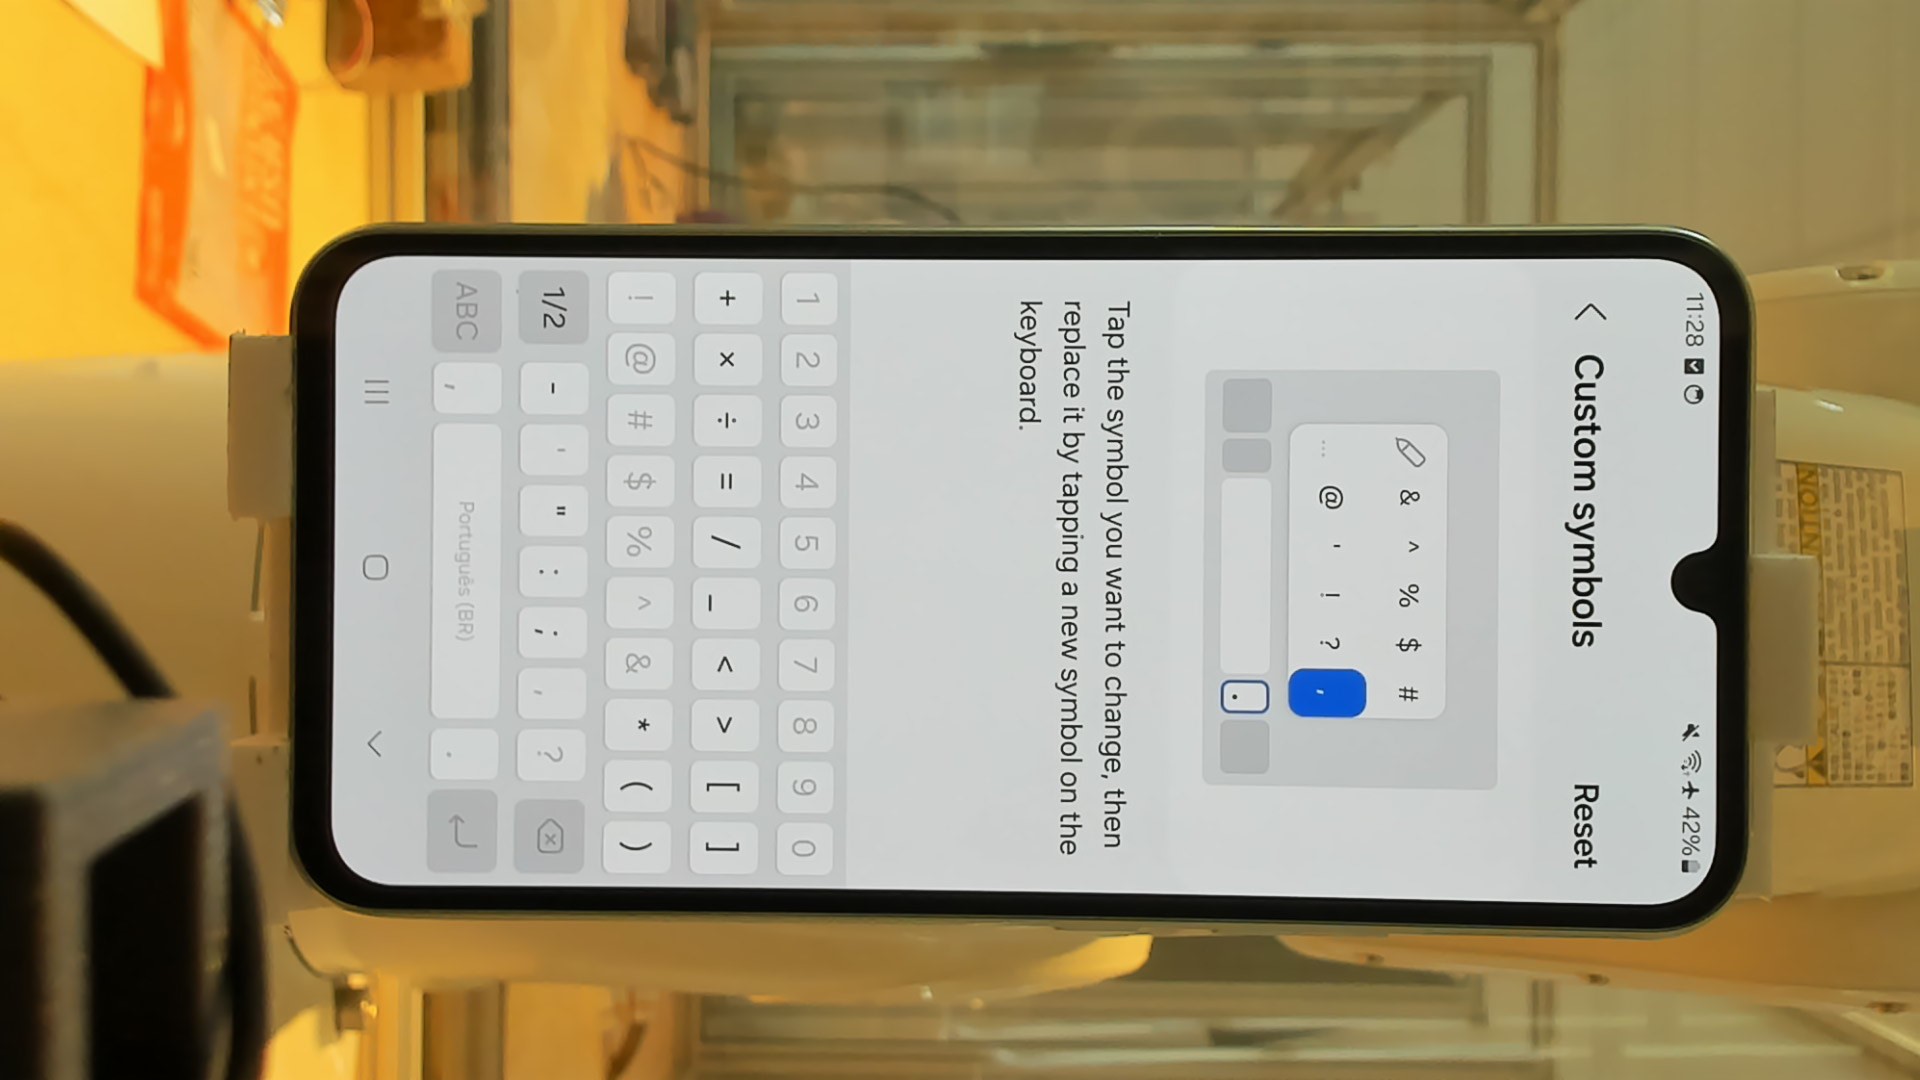 11:28 42%
Custom symbols Reset
& ^ % $ #
... @ ' ! ? ,
.
Tap the symbol you want to change, then
replace it by tapping a new symbol on the
keyboard.
1 2 3 4 5 6 7 8 9 0
+ × ÷ = / _ < > [ ]
! @ # $ % ^ & * ( )
1/2 - ' " : ; , ?
ABC , Português (BR) .